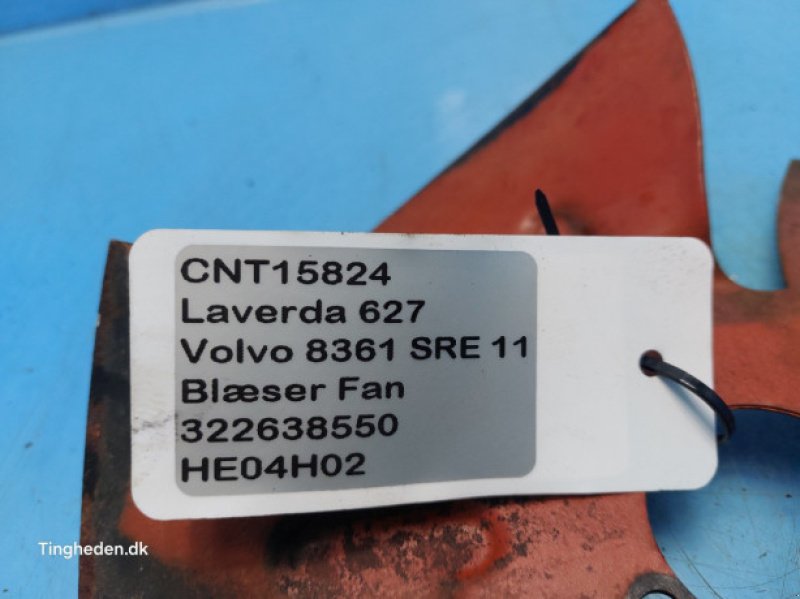 CNT15824
Laverda 627
Volvo 8361 SRE 11
Blæser Fan
322638550
HE04H02
Tingheden.dk